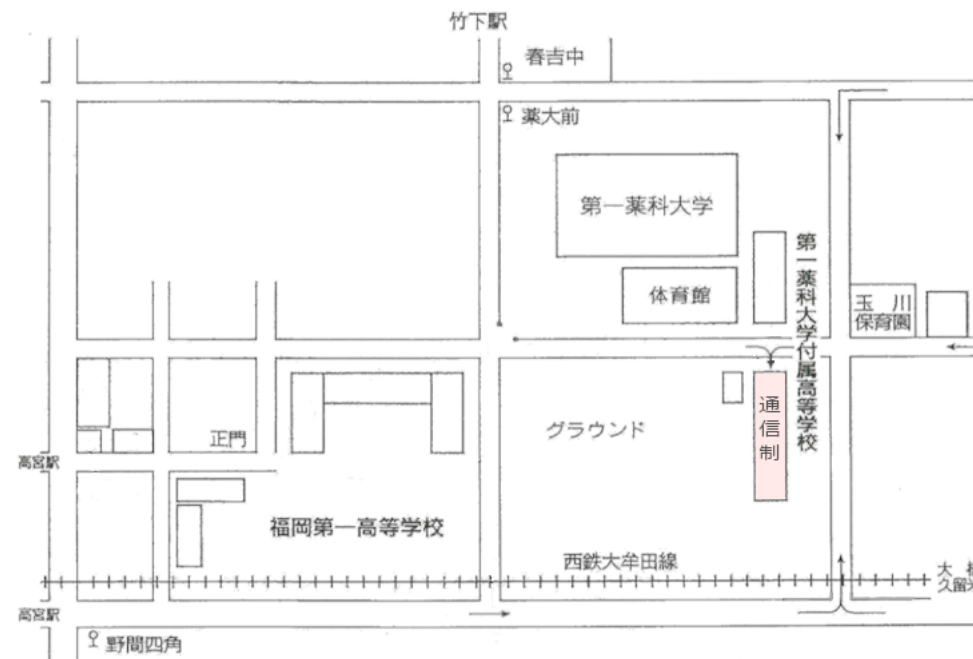 竹下駅
春吉中
薬大前
第一薬科大学
体育館
第一薬科大学付属高等学校
玉川
保育園
通信制
グラウンド
正門
高宮駅
福岡第一高等学校
西鉄大牟田線
大
久留
高宮駅
野間四角